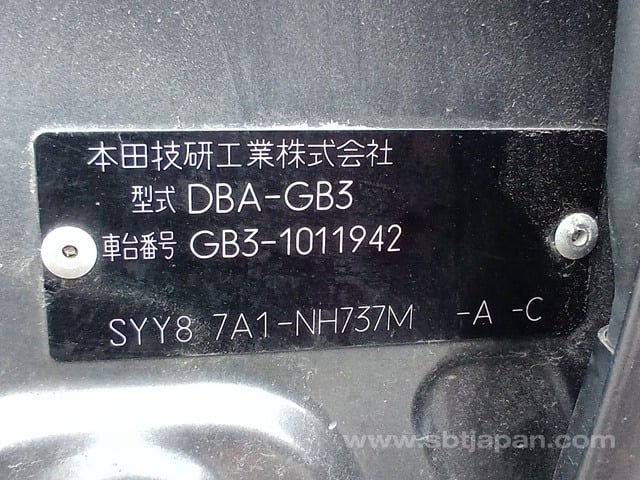 本田技研工業株式会社
型式 DBA-GB3
車台番号 GB3-1011942
SYY8 7A1-NH737M -A -C
www.sbtjapan.com